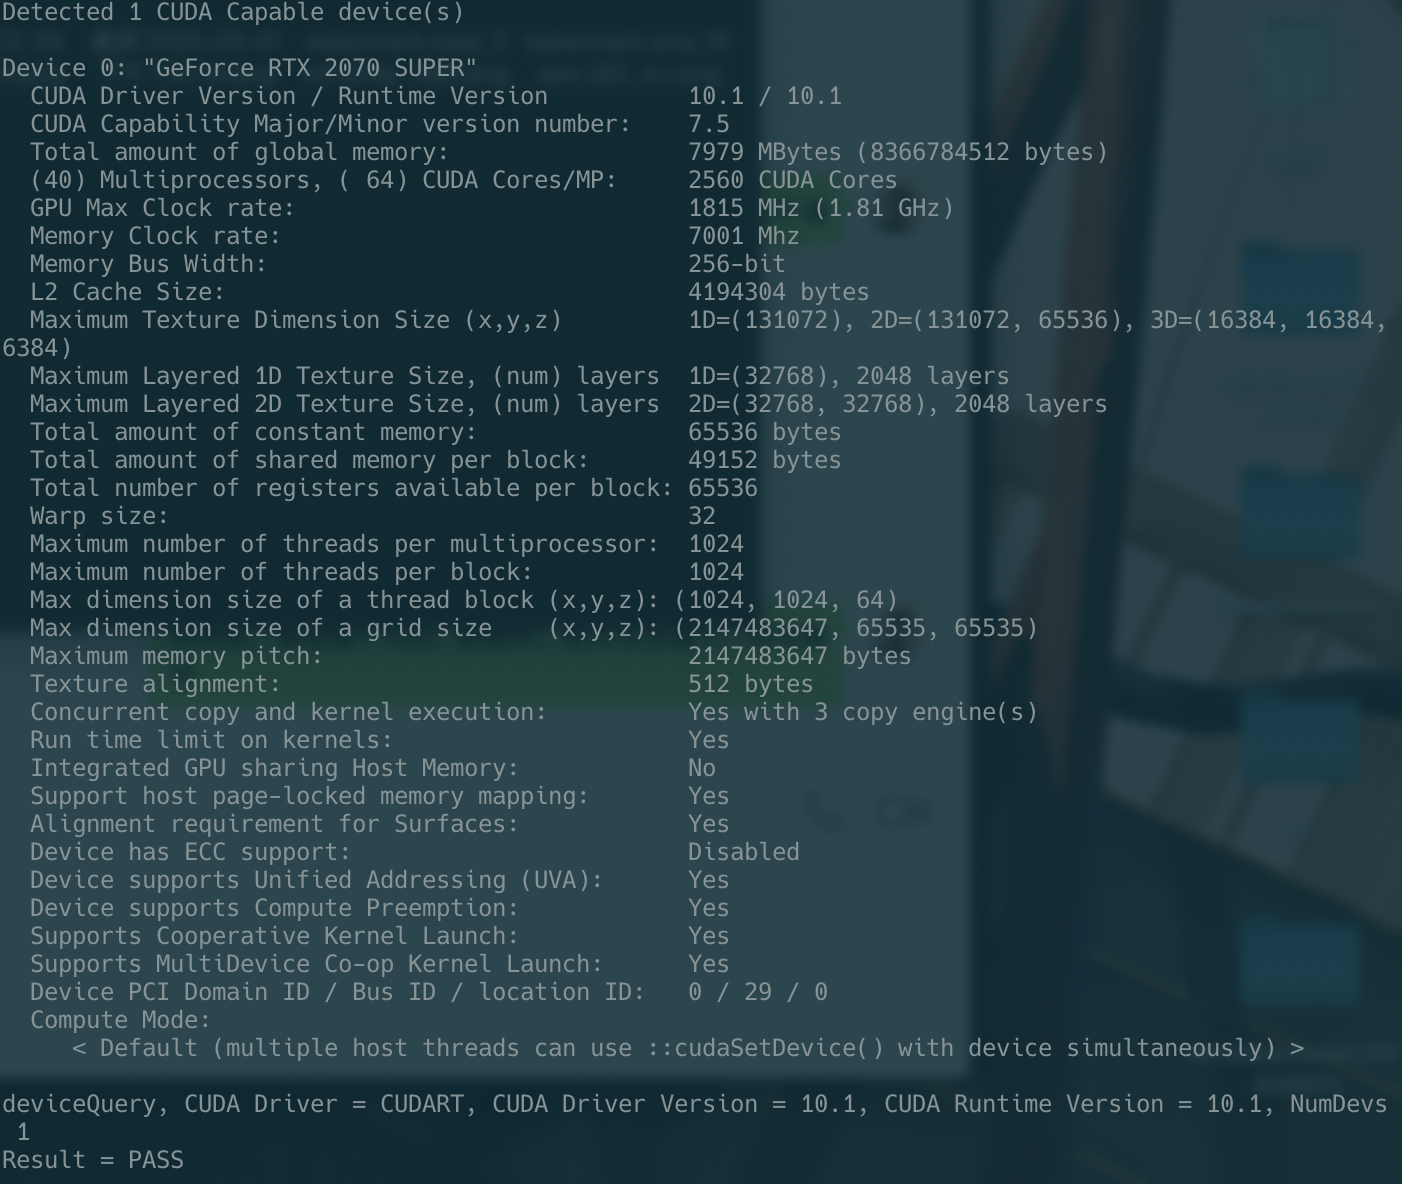 Detected 1 CUDA Capable device(s)
Device 0: "GeForce RTX 2070 SUPER"
CUDA Driver Version / Runtime Version 10.1 / 10.1
CUDA Capability Major/Minor version number: 7.5
Total amount of global memory: 7979 MBytes (8366784512 bytes)
(40) Multiprocessors, ( 64) CUDA Cores/MP: 2560 CUDA Cores
GPU Max Clock rate: 1815 MHz (1.81 GHz)
Memory Clock rate: 7001 Mhz
Memory Bus Width: 256-bit
L2 Cache Size: 4194304 bytes
Maximum Texture Dimension Size (x,y,z) 1D=(131072), 2D=(131072, 65536), 3D=(16384, 16384,
6384)
Maximum Layered 1D Texture Size, (num) layers 1D=(32768), 2048 layers
Maximum Layered 2D Texture Size, (num) layers 2D=(32768, 32768), 2048 layers
Total amount of constant memory: 65536 bytes
Total amount of shared memory per block: 49152 bytes
Total number of registers available per block: 65536
Warp size: 32
Maximum number of threads per multiprocessor: 1024
Maximum number of threads per block: 1024
Max dimension size of a thread block (x,y,z): (1024, 1024, 64)
Max dimension size of a grid size (x,y,z): (2147483647, 65535, 65535)
Maximum memory pitch: 2147483647 bytes
Texture alignment: 512 bytes
Concurrent copy and kernel execution: Yes with 3 copy engine(s)
Run time limit on kernels: Yes
Integrated GPU sharing Host Memory: No
Support host page-locked memory mapping: Yes
Alignment requirement for Surfaces: Yes
Device has ECC support: Disabled
Device supports Unified Addressing (UVA): Yes
Device supports Compute Preemption: Yes
Supports Cooperative Kernel Launch: Yes
Supports MultiDevice Co-op Kernel Launch: Yes
Device PCI Domain ID / Bus ID / location ID: 0 / 29 / 0
Compute Mode:
< Default (multiple host threads can use ::cudaSetDevice() with device simultaneously) >
deviceQuery, CUDA Driver = CUDART, CUDA Driver Version = 10.1, CUDA Runtime Version = 10.1, NumDevs
1
Result = PASS